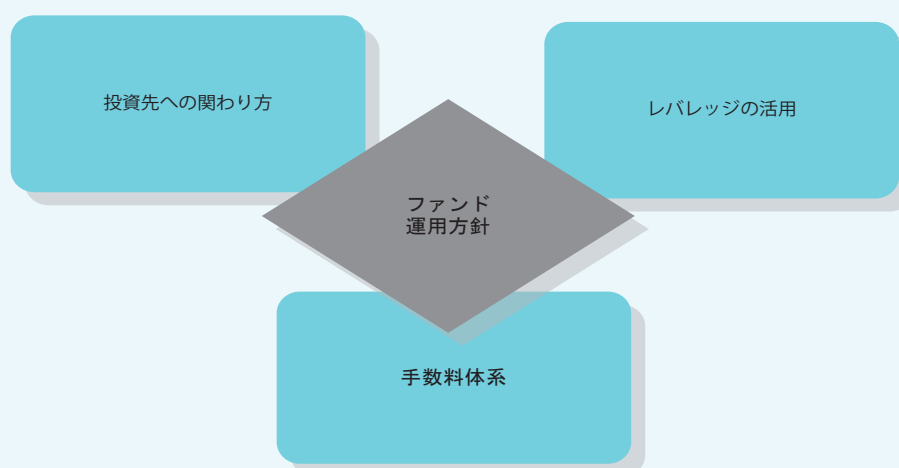 投資先への関わり方
レバレッジの活用
ファンド
運用方針
手数料体系